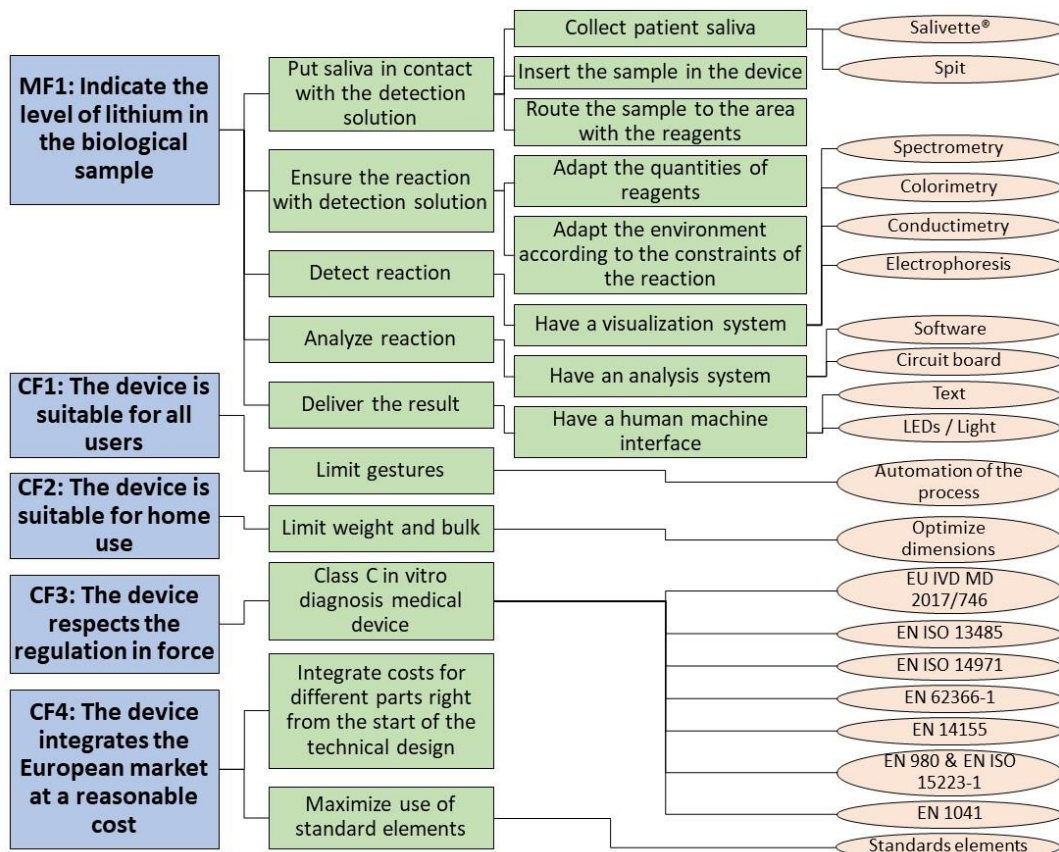 MF1: Indicate the
level of lithium in
the biological
sample
CF1: The device is
suitable for all
users
CF2: The device is
suitable for home
use
CF3: The device
respects the
regulation in force
CF4: The device
integrates the
European market
at a reasonable
cost
Put saliva in contact
with the detection
solution
Ensure the reaction
with detection solution
Detect reaction
Analyze reaction
Deliver the result
Limit gestures
Limit weight and bulk
Class C in vitro
diagnosis medical
device
Integrate costs for
different parts right
from the start of the
technical design
Maximize use of
standard elements
Collect patient saliva
Insert the sample in the device
Route the sample to the area
with the reagents
Adapt the quantities of
reagents
Adapt the environment
according to the constraints of
the reaction
Have a visualization system
Have an analysis system
Have a human machine
interface
Salivette®
Spit
Spectrometry
Colorimetry
Conductimetry
Electrophoresis
Software
Circuit board
Text
LEDs / Light
Automation of the
process
Optimize
dimensions
EU IVD MD
2017/746
EN ISO 13485
EN ISO 14971
EN 62366-1
EN 14155
EN 980 & EN ISO
15223-1
EN 1041
Standards elements